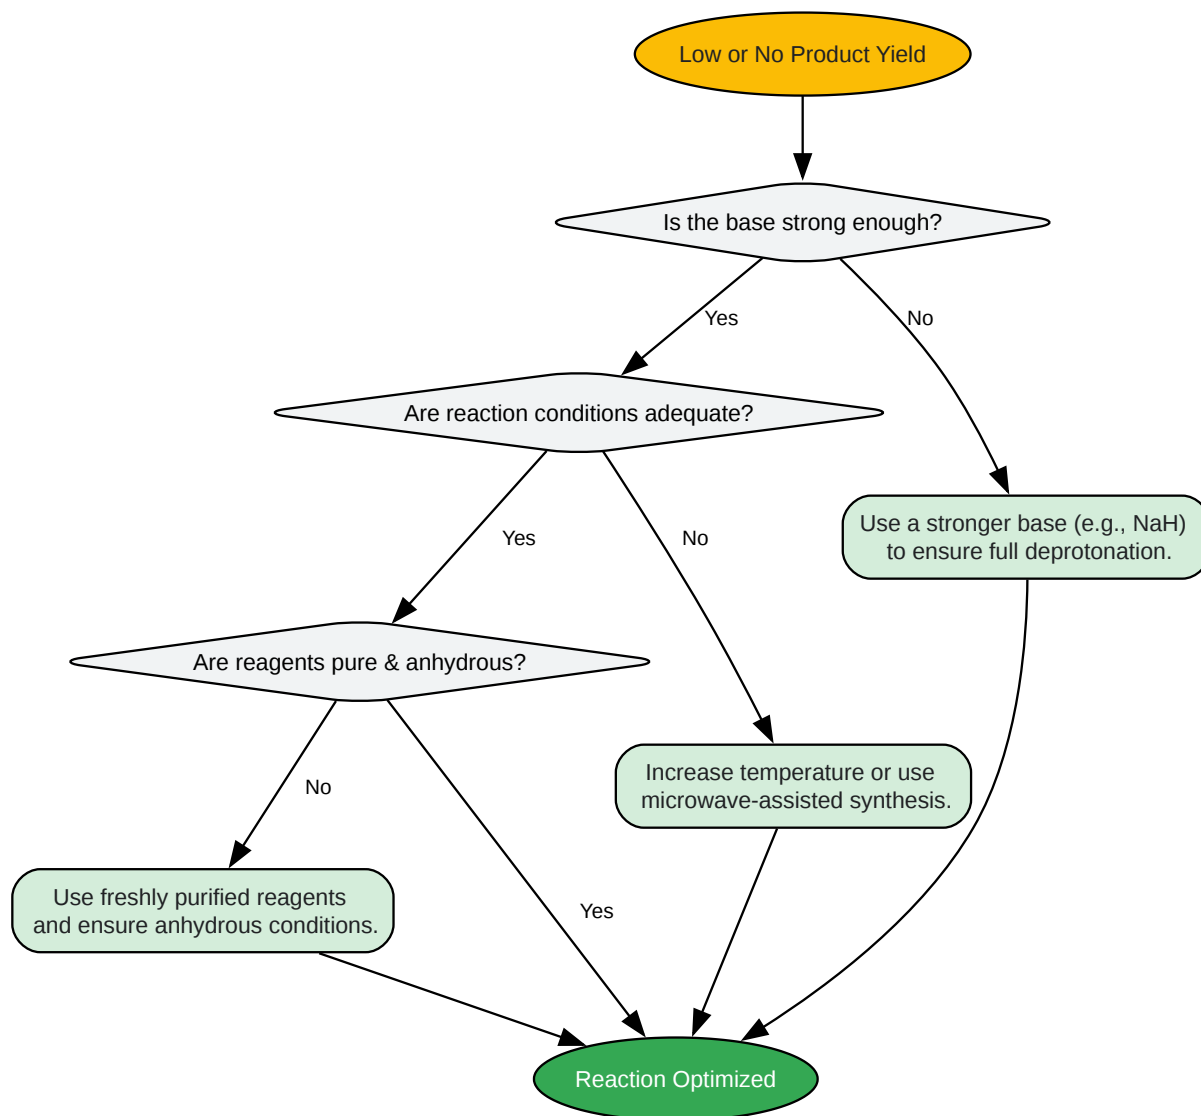 Low or No Product Yield
Is the base strong enough?
Yes
No
Are reaction conditions adequate?
Use a stronger base (e.g., NaH)
to ensure full deprotonation.
Yes
No
Are reagents pure & anhydrous?
Increase temperature or use
microwave-assisted synthesis.
No
Use freshly purified reagents
and ensure anhydrous conditions.
Yes
Reaction Optimized